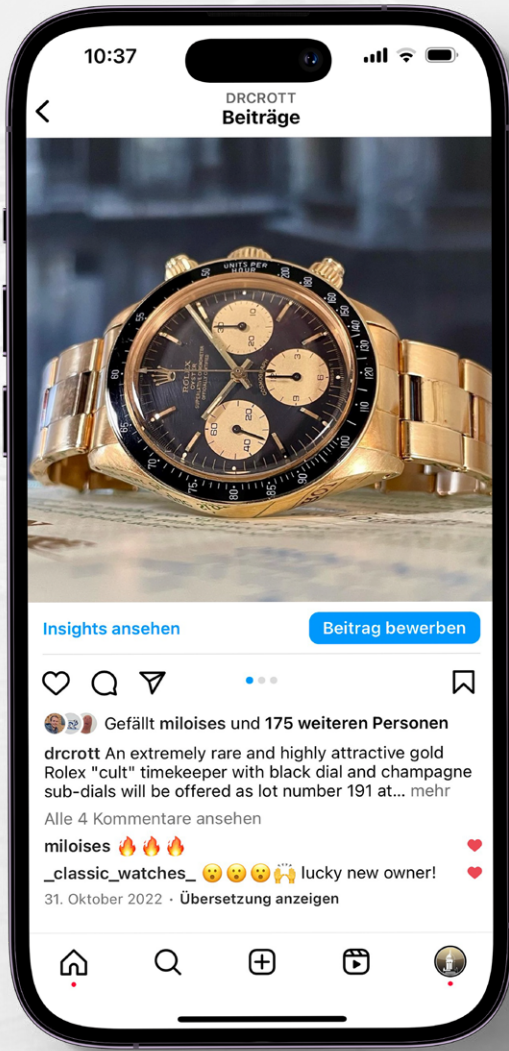 10:37
DRCROTT
Beiträge
UNITS PER
HOUR
ROLEX
OYSTER
Insights ansehen
Beitrag bewerben
Gefällt miloises und 175 weiteren Personen
drcrott An extremely rare and highly attractive gold
Rolex "cult" timekeeper with black dial and champagne
sub-dials will be offered as lot number 191 at... mehr
Alle 4 Kommentare ansehen
miloises 🔥🔥🔥
_classic_watches_ 😮😮😮🙌 lucky new owner!
31. Oktober 2022 · Übersetzung anzeigen